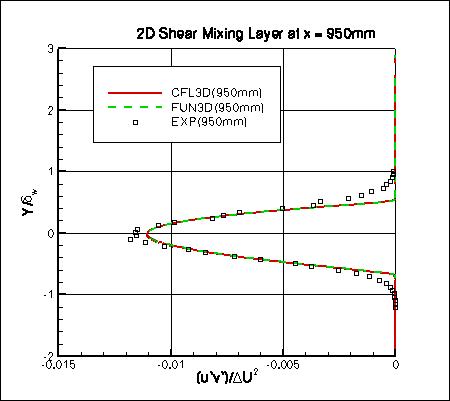 2D Shear Mixing Layer at x = 950mm
3
CFL3D(950mm)
FUN3D(950mm)
EXP(950mm)
2
1
Y/δw
0
-1
-2
-0.015
-0.01
-0.005
0
(u'v')/ΔU²